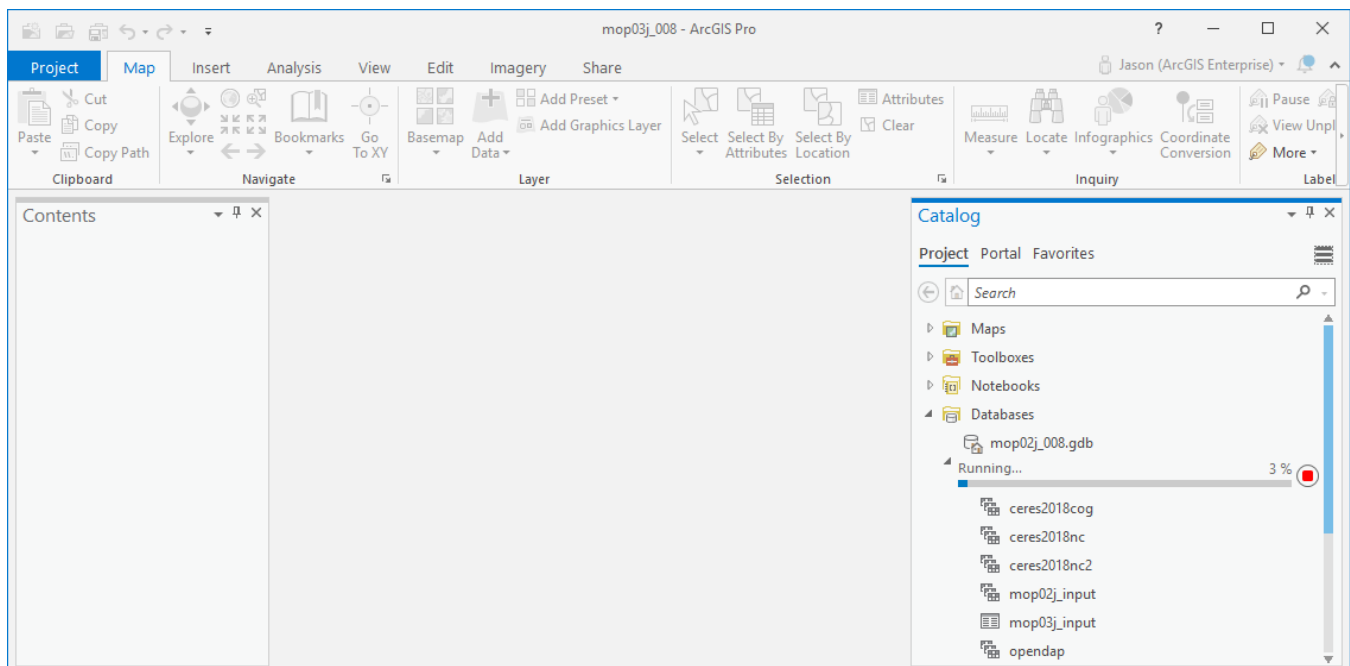 mop03j_008 - ArcGIS Pro
?
Project Map Insert Analysis View Edit Imagery Share
Jason (ArcGIS Enterprise)
Paste
Cut
Copy
Copy Path
Clipboard
Explore
Bookmarks
Go To XY
Navigate
Basemap
Add Data
Add Preset
Add Graphics Layer
Layer
Select
Select By Attributes
Select By Location
Attributes
Clear
Selection
Measure
Locate
Infographics
Coordinate Conversion
Inquiry
Pause
View Unpl
More
Label
Contents
Catalog
Project Portal Favorites
Search
Maps
Toolboxes
Notebooks
Databases
mop02j_008.gdb
Running... 3 %
ceres2018cog
ceres2018nc
ceres2018nc2
mop02j_input
mop03j_input
opendap